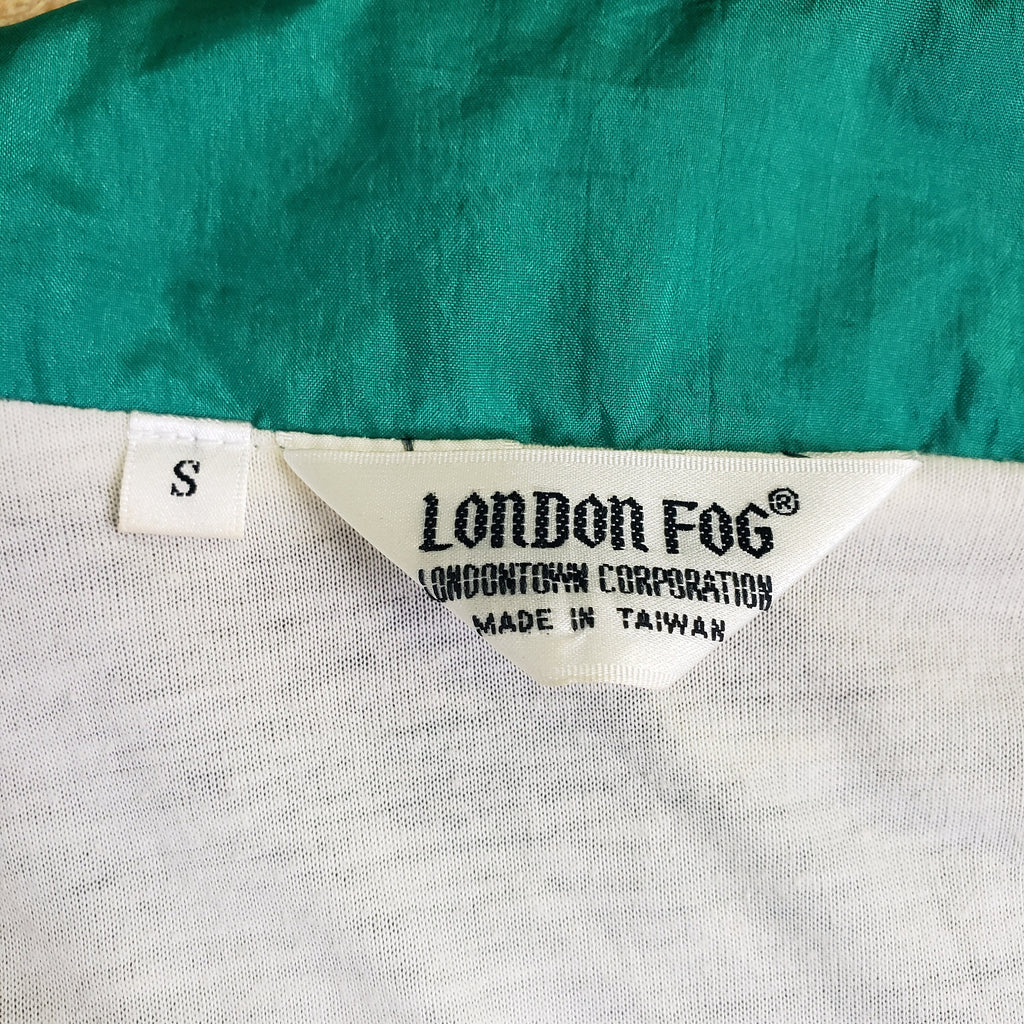 S
LONDON FOG®
LONDONTOWN CORPORATION
MADE IN TAIWAN